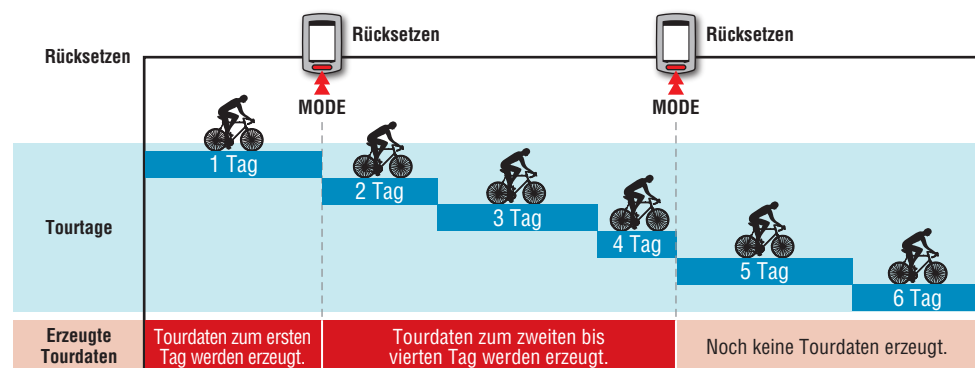 Rücksetzen
Rücksetzen
Rücksetzen
MODE
MODE
Tourtage
1 Tag
2 Tag
3 Tag
4 Tag
5 Tag
6 Tag
Erzeugte
Tourdaten
Tourdaten zum ersten
Tag werden erzeugt.
Tourdaten zum zweiten bis
vierten Tag werden erzeugt.
Noch keine Tourdaten erzeugt.